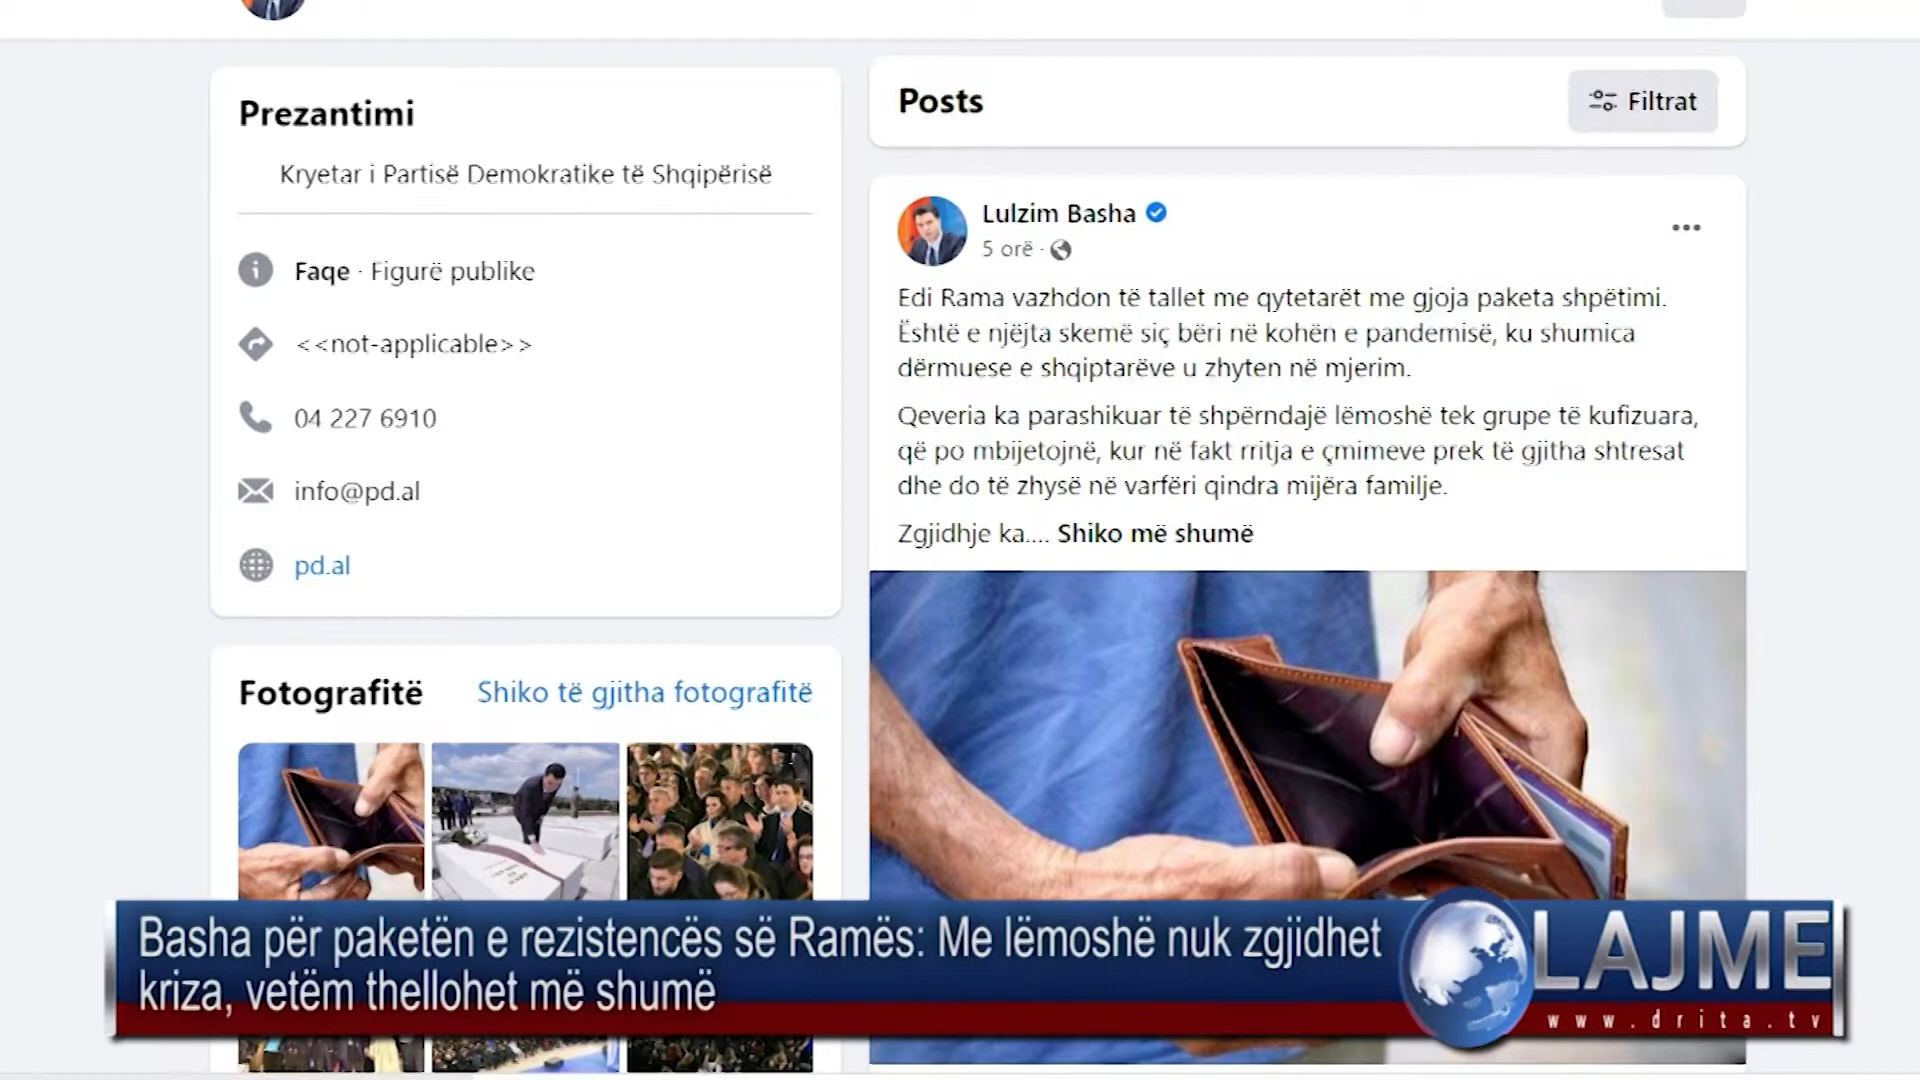 Prezantimi
Kryetar i Partisë Demokratike të Shqipërisë
Faqe · Figurë publike
<<not-applicable>>
04 227 6910
info@pd.al
pd.al
Fotografitë
Shiko të gjitha fotografitë
Posts
Filtrat
Lulzim Basha
5 orë ·
Edi Rama vazhdon të tallet me qytetarët me gjoja paketa shpëtimi.
Është e njëjta skemë siç bëri në kohën e pandemisë, ku shumica
dërmuese e shqiptarëve u zhyten në mjerim.
Qeveria ka parashikuar të shpërndajë lëmoshë tek grupe të kufizuara,
që po mbijetojnë, kur në fakt rritja e çmimeve prek të gjitha shtresat
dhe do të zhysë në varfëri qindra mijëra familje.
Zgjidhje ka.... Shiko më shumë
Basha për paketën e rezistencës së Ramës: Me lëmoshë nuk zgjidhet
kriza, vetëm thellohet më shumë
LAJME
www.drita.tv